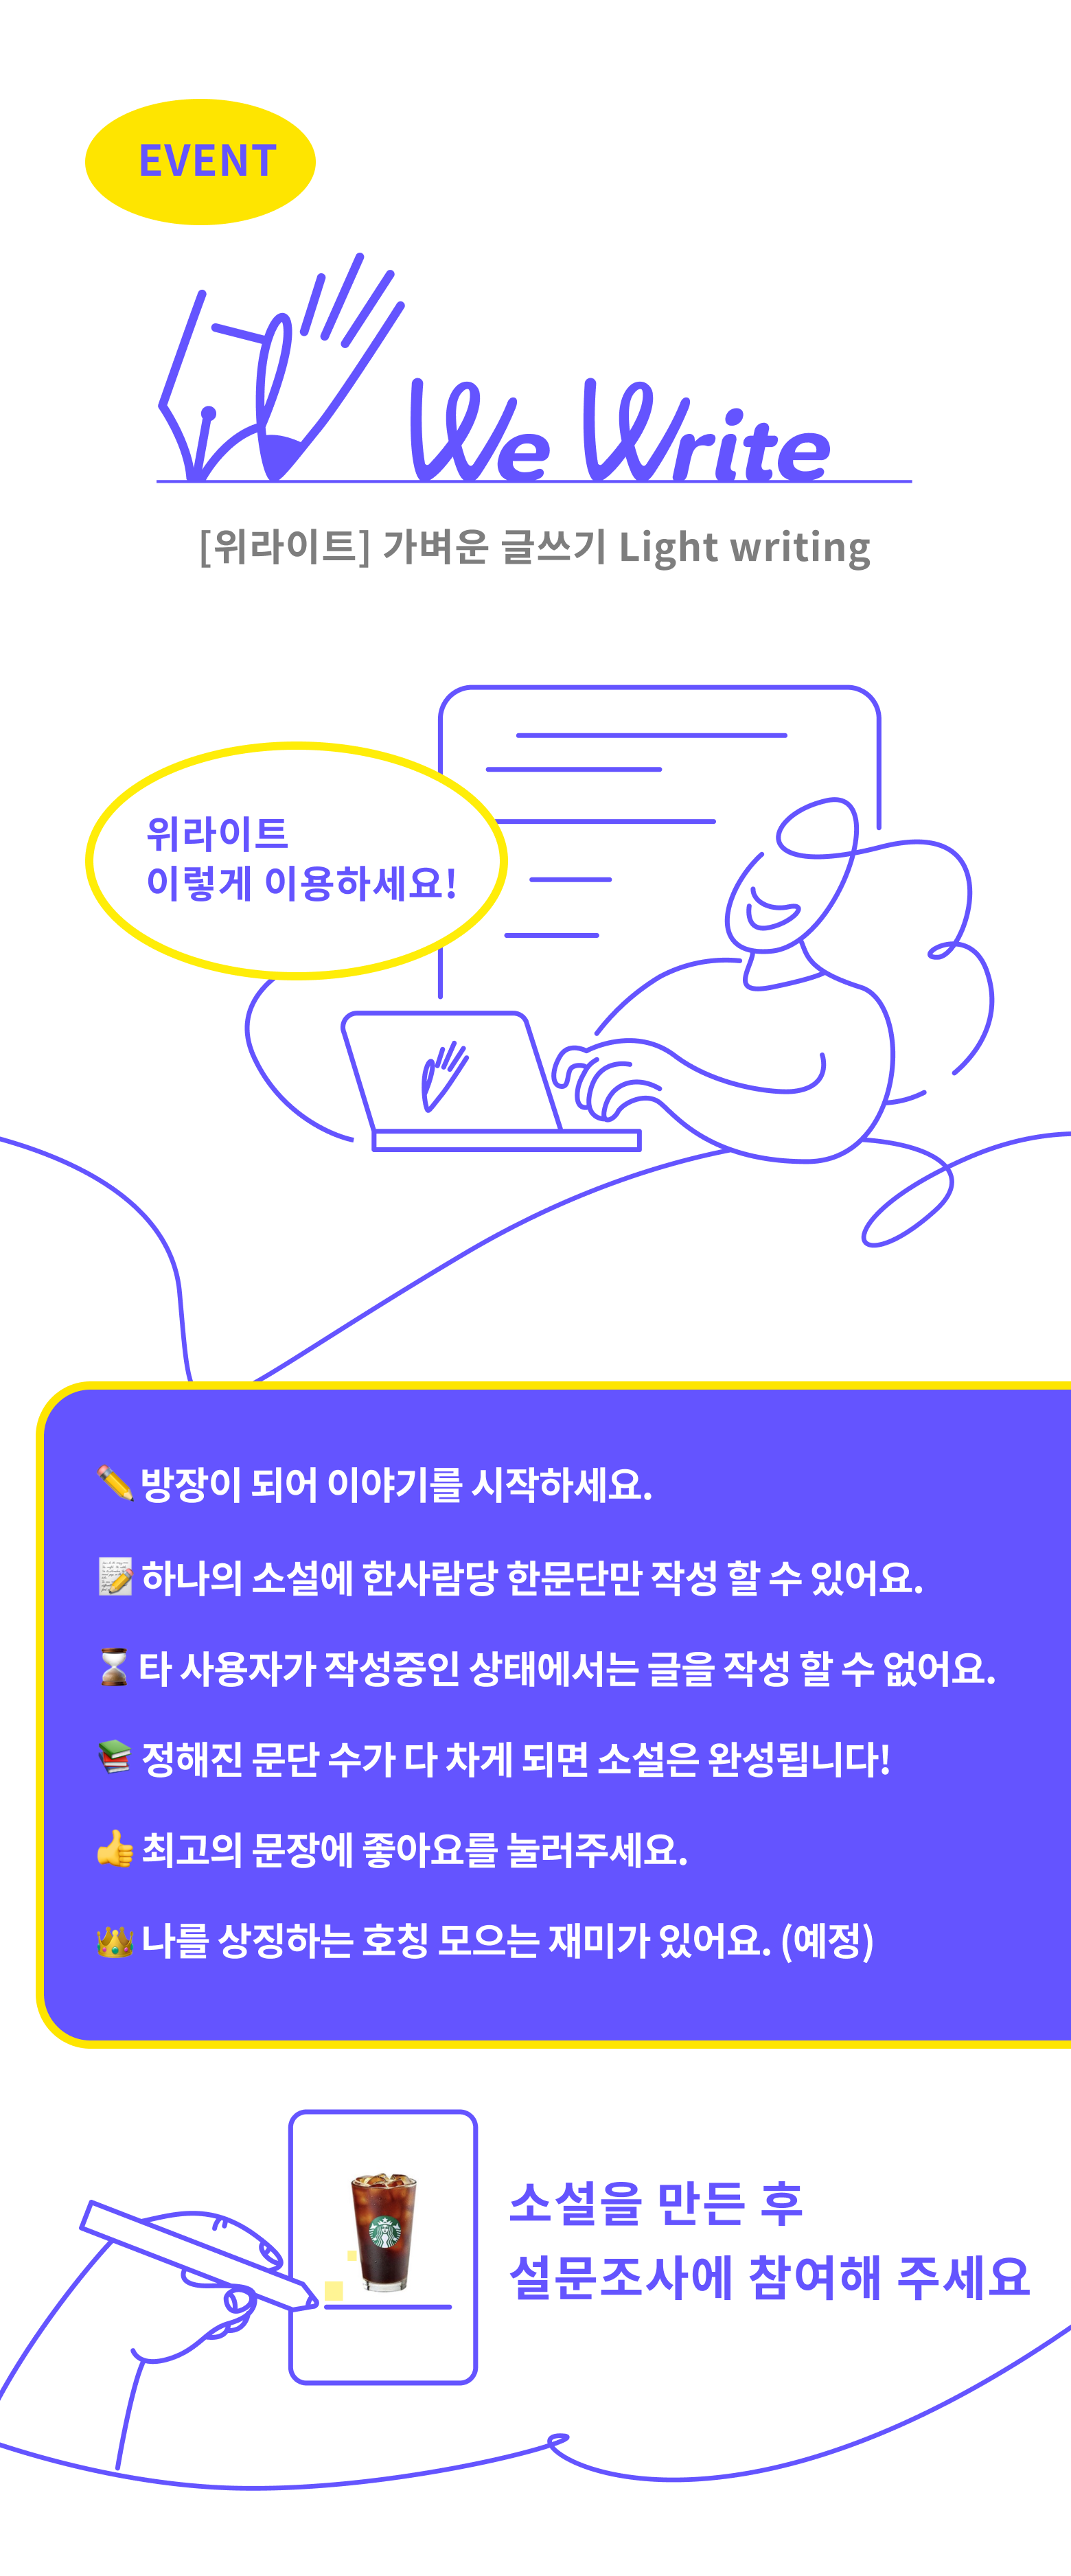 EVENT
We Write
[위라이트] 가벼운 글쓰기 Light writing
위라이트
이렇게 이용하세요!
✏️ 방장이 되어 이야기를 시작하세요.
📝 하나의 소설에 한사람당 한문단만 작성 할 수 있어요.
⏳ 타 사용자가 작성중인 상태에서는 글을 작성 할 수 없어요.
📚 정해진 문단 수가 다 차게 되면 소설은 완성됩니다!
👍 최고의 문장에 좋아요를 눌러주세요.
👑 나를 상징하는 호칭 모으는 재미가 있어요. (예정)
소설을 만든 후
설문조사에 참여해 주세요